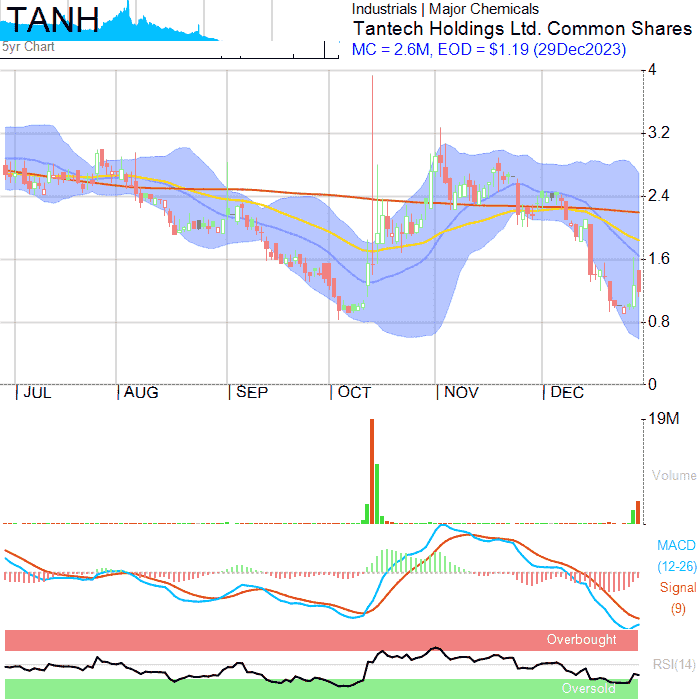 TANH
5yr Chart
Industrials | Major Chemicals
Tantech Holdings Ltd. Common Shares
MC = 2.6M, EOD = $1.19 (29Dec2023)
4
3.2
2.4
1.6
0.8
0
JUL AUG SEP OCT NOV DEC
19M
Volume
MACD
(12-26)
Signal
(9)
Overbought
RSI(14)
Oversold